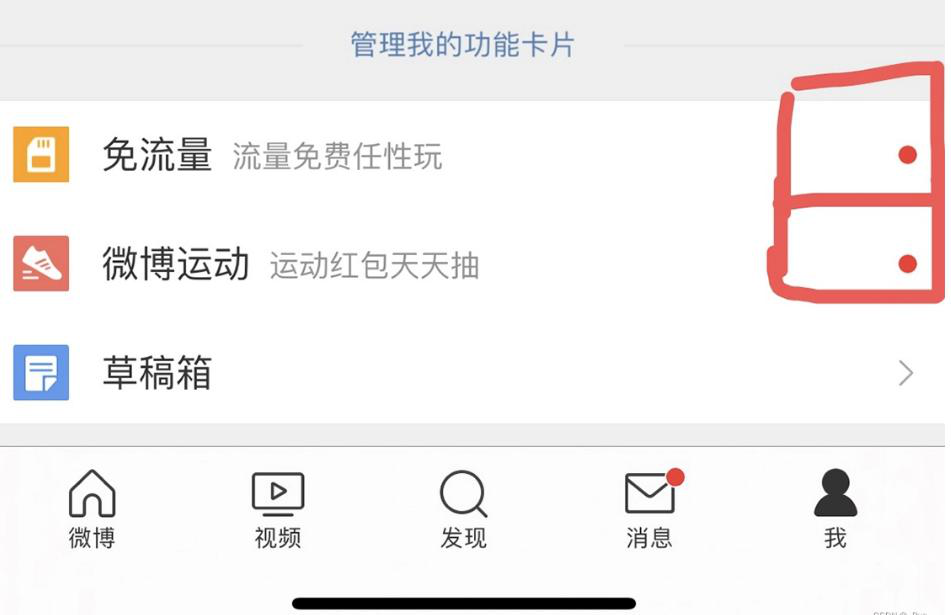 管理我的功能卡片
免流量 流量免费任性玩
微博运动 运动红包天天抽
草稿箱
微博 视频 发现 消息 我